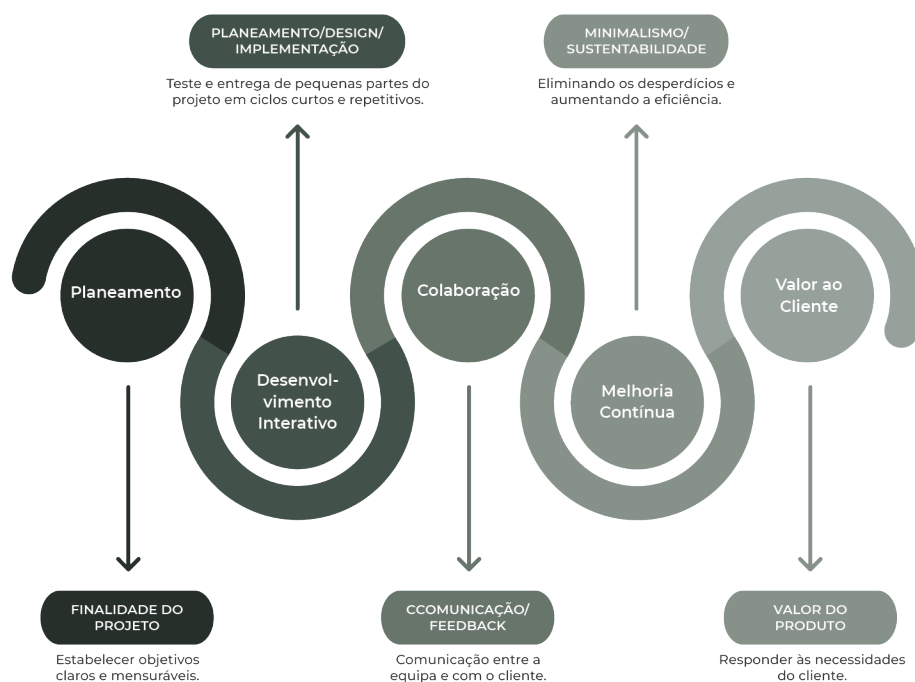 PLANEAMENTO/DESIGN/
IMPLEMENTAÇÃO
Teste e entrega de pequenas partes do
projeto em ciclos curtos e repetitivos.
MINIMALISMO/
SUSTENTABILIDADE
Eliminando os desperdícios e
aumentando a eficiência.
Planeamento
Desenvol-
vimento
Interativo
Colaboração
Melhoria
Contínua
Valor ao
Cliente
FINALIDADE DO
PROJETO
Estabelecer objetivos
claros e mensuráveis.
CCOMUNICAÇÃO/
FEEDBACK
Comunicação entre a
equipa e com o cliente.
VALOR DO
PRODUTO
Responder às necessidades
do cliente.